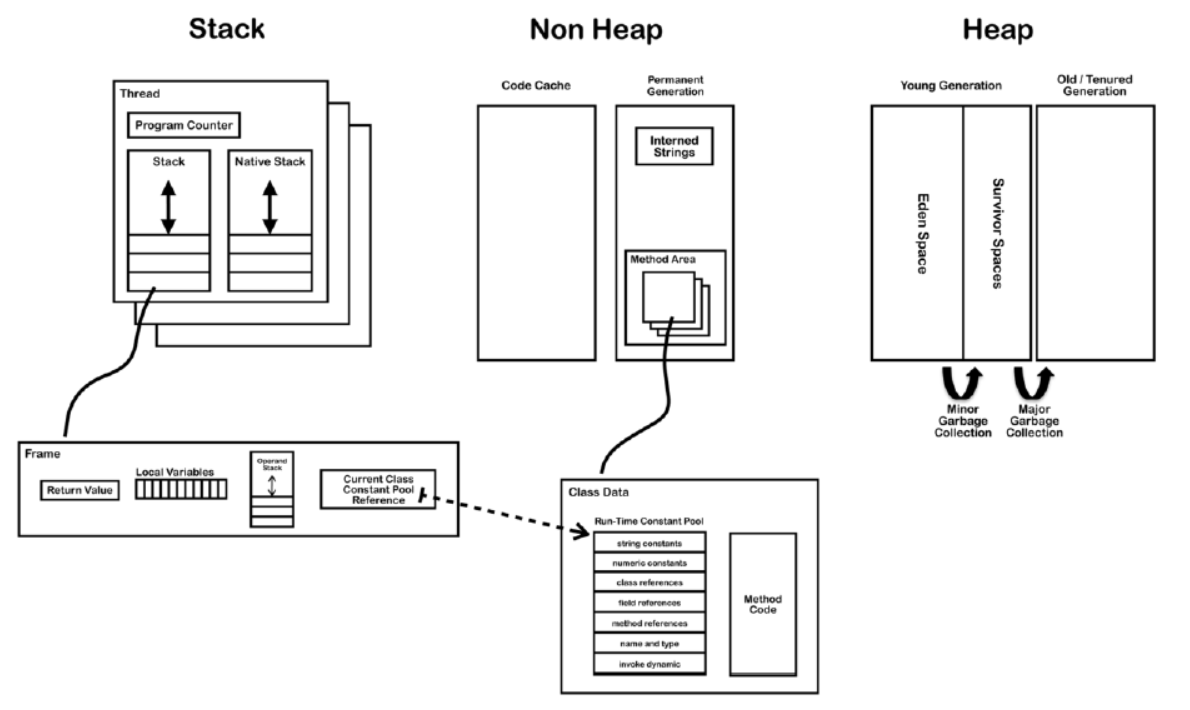 Stack
Non Heap
Heap
Thread
Program Counter
Stack
Native Stack
Code Cache
Permanent
Generation
Interned
Strings
Method Area
Young Generation
Old / Tenured
Generation
Eden Space
Survivor Spaces
Minor
Garbage
Collection
Major
Garbage
Collection
Frame
Return Value
Local Variables
Operand
Stack
Current Class
Constant Pool
Reference
Class Data
Run-Time Constant Pool
string constants
numeric constants
class references
field references
method references
name and type
invoke dynamic
Method
Code